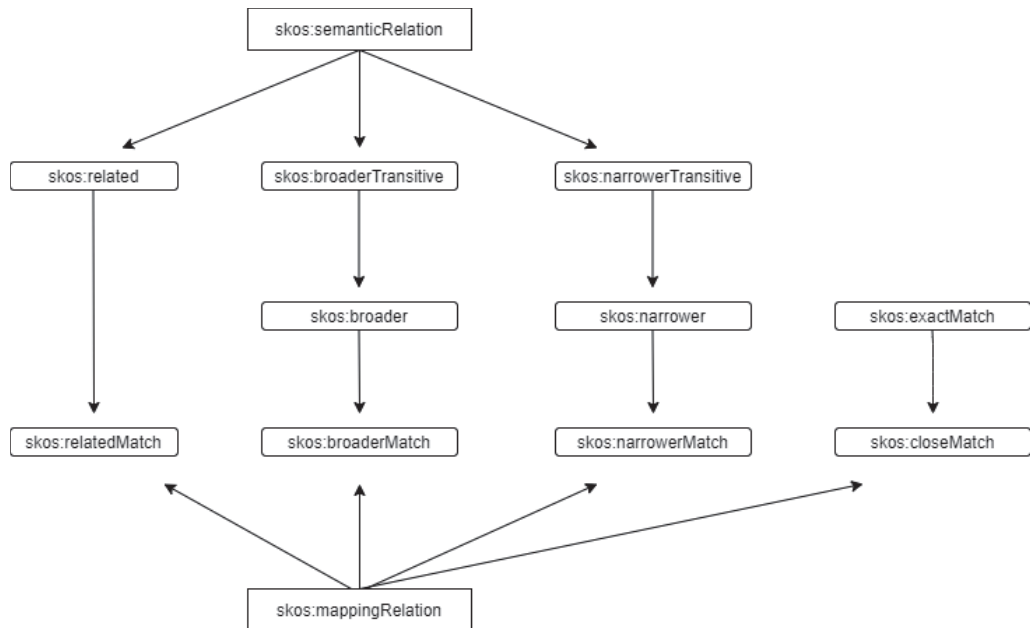 skos:semanticRelation
skos:related
skos:broaderTransitive
skos:narrowerTransitive
skos:broader
skos:narrower
skos:exactMatch
skos:relatedMatch
skos:broaderMatch
skos:narrowerMatch
skos:closeMatch
skos:mappingRelation